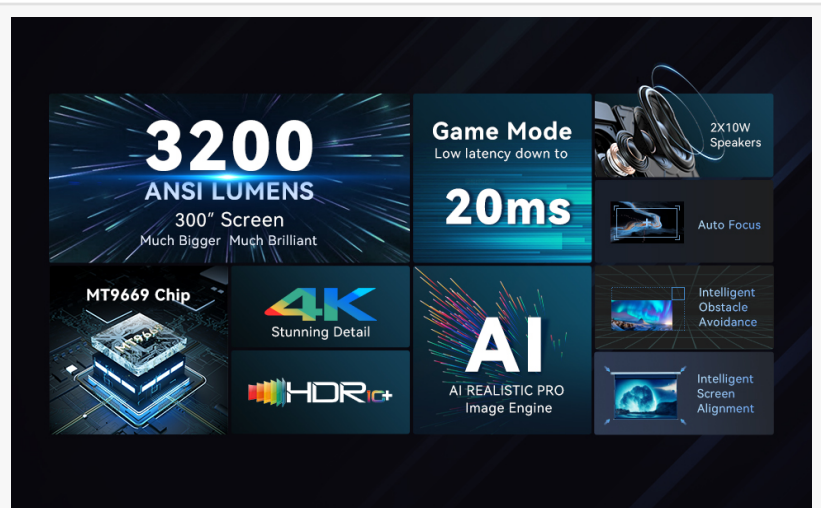 3200
ANSI LUMENS
300" Screen
Much Bigger Much Brilliant
Game Mode
Low latency down to
20ms
2X10W
Speakers
Auto Focus
MT9669 Chip
MT9669
4K
Stunning Detail
HDR10+
AI
AI REALISTIC PRO
Image Engine
Intelligent
Obstacle
Avoidance
Intelligent
Screen
Alignment